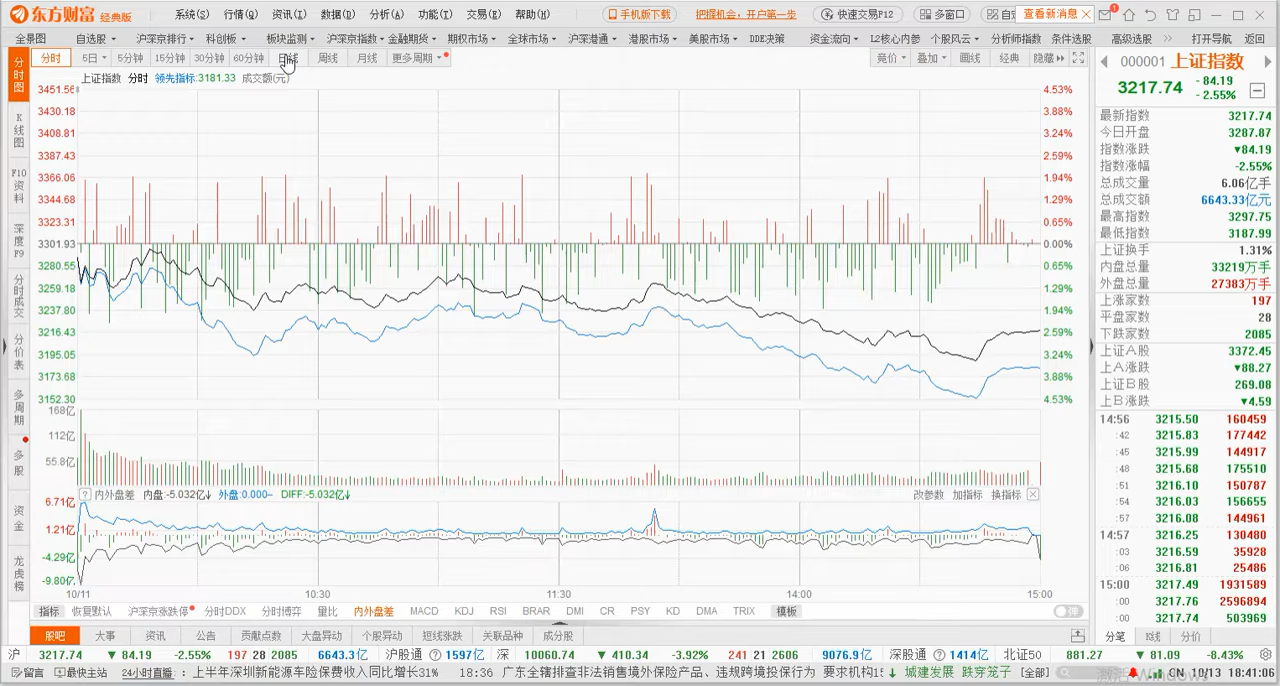 东方财富 经典版 系统(S) 行情(Q) 资讯(I) 数据(D) 分析(A) 功能(T) 交易(E) 帮助(H) 手机版下载 把握机会，开户第一步 快速交易F12 多窗口 查看新消息
全景图 自选股 沪深京排行 科创板 板块监测 沪深京指数 金融期货 期权市场 全球市场 沪深港通 港股市场 美股市场 DDE决策 资金流向 L2核心内参 个股风云 分析师指数 条件选股 高级选股 打开导航 返回
分时 5日 5分钟 15分钟 30分钟 60分钟 日线 周线 月线 更多周期 竞价 叠加 画线 经典 隐藏
上证指数 分时 领先指标:3181.33 成交额(元)
分时图
K线图
F10资料
深度F9
分时成交
分价表
多周期
多股
资金
龙虎榜
3451.56 4.53%
3430.18 3.88%
3408.81 3.24%
3387.43 2.59%
3366.06 1.94%
3344.68 1.29%
3323.31 0.65%
3301.93 0.00%
3280.55 0.65%
3259.18 1.29%
3237.80 1.94%
3216.43 2.59%
3195.05 3.24%
3173.68 3.88%
3152.30 4.53%
168亿
112亿
55.8亿
内外盘差 内盘:-5.032亿↓ 外盘:0.000- DIFF:-5.032亿↓ 改参数 加指标 换指标
6.71亿
1.21亿
-4.29亿
-9.80亿
10/11 10:30 11:30 14:00 15:00
指标 恢复默认 沪深京涨跌停 分时DDX 分时博弈 量比 内外盘差 MACD KDJ RSI BRAR DMI CR PSY KD DMA TRIX 模板 弹
股吧 大事 资讯 公告 贡献点数 大盘异动 个股异动 短线涨跌 关联品种 成分股
000001 上证指数
3217.74 -84.19
-2.55%
最新指数 3217.74
今日开盘 3287.87
指数涨跌 ▼84.19
指数涨幅 -2.55%
总成交量 6.06亿手
总成交额 6643.33亿元
最高指数 3297.75
最低指数 3187.99
上证换手 1.31%
内盘总量 33219万手
外盘总量 27383万手
上涨家数 197
平盘家数 28
下跌家数 2085
上证A股 3372.45
上A涨跌 ▼88.27
上证B股 269.08
上B涨跌 ▼4.59
14:56 3215.50 160459
:42 3215.83 177442
:45 3215.99 144917
:48 3215.68 175510
:51 3216.10 150787
:54 3216.03 156655
:57 3216.08 144961
14:57 3216.25 130480
:03 3216.59 35928
:06 3216.81 25486
15:00 3217.49 1931589
:00 3217.76 2596894
:00 3217.74 503969
分笔 分价
沪 3217.74 ▼84.19 -2.55% 197 28 2085 6643.3亿 沪股通 1597亿 深 10060.74 ▼410.34 -3.92% 241 21 2606 9076.9亿 深股通 1414亿 北证50 881.27 ▼81.09 -8.43%
留言 最快主站 24小时直播: 上半年深圳新能源车险保费收入同比增长31% 18:36 广东全辖排查非法销售境外保险产品、违规跨境投保行为 要求机构 城建发展 跌穿笼子 [全部] CN 10/13 18:41:06